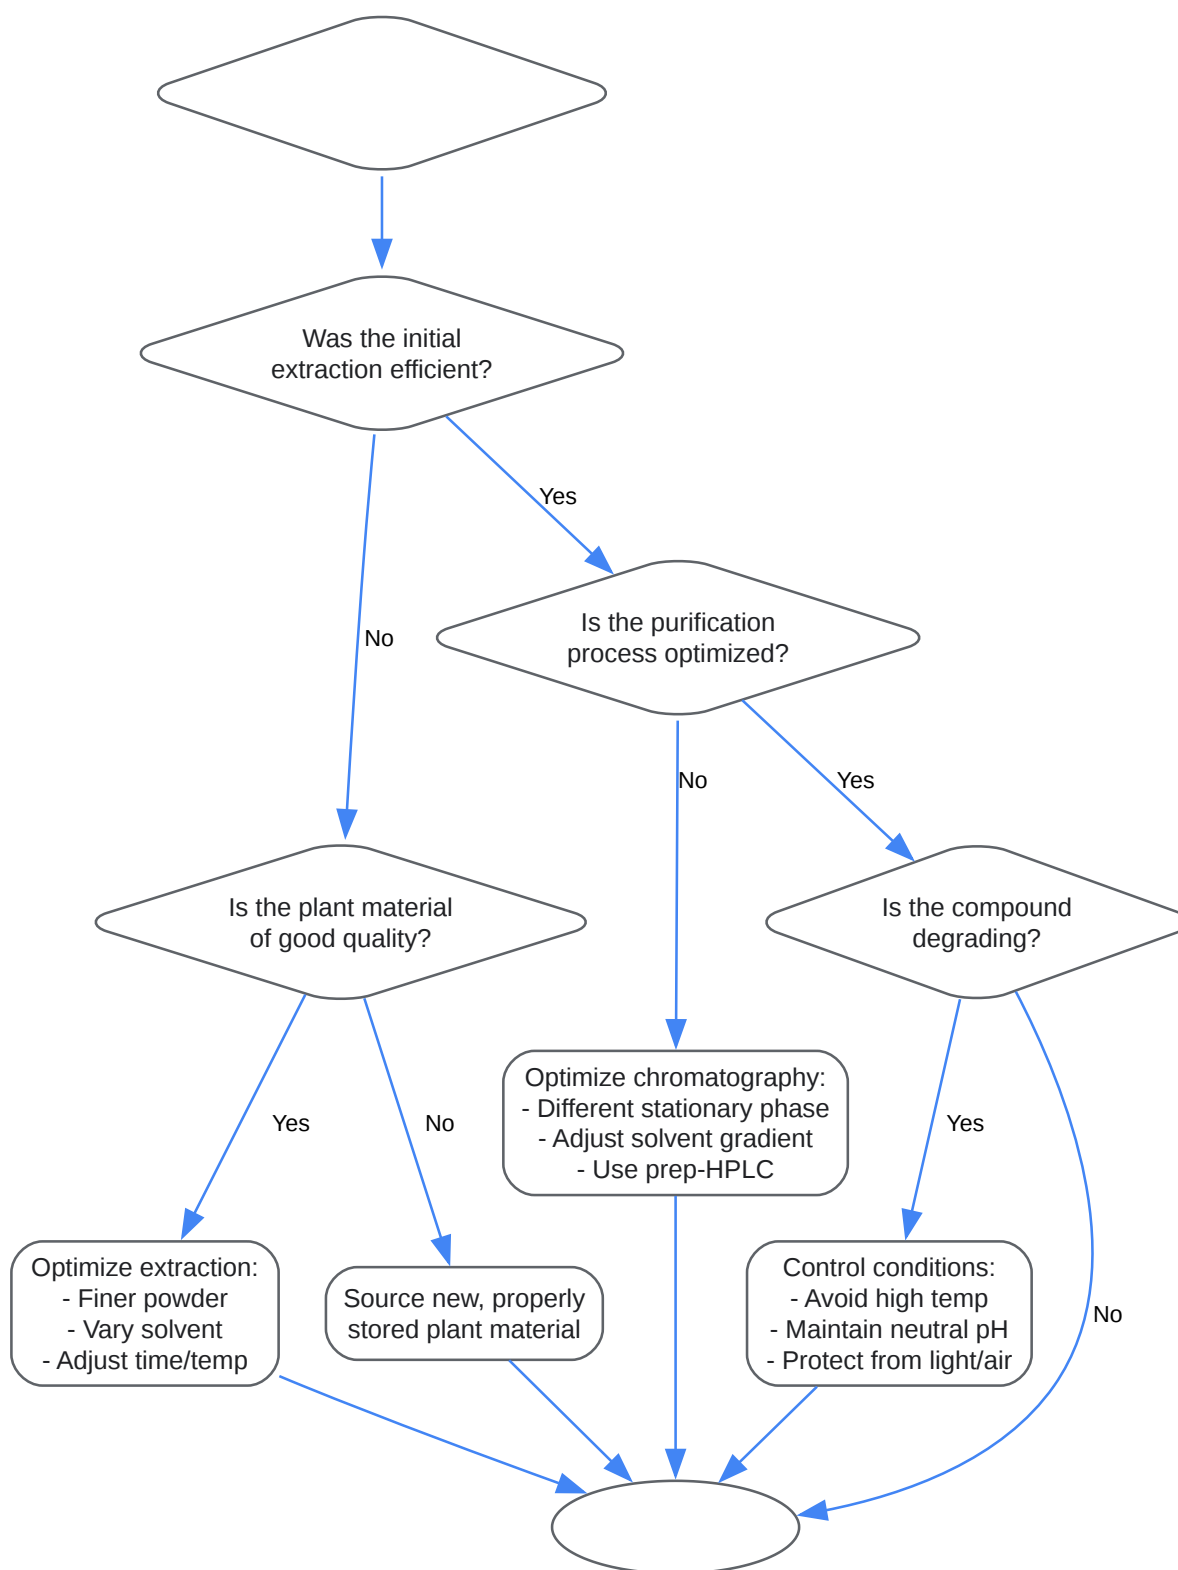 Was the initial
extraction efficient?
Yes
No
Is the purification
process optimized?
No
Yes
Is the plant material
of good quality?
Is the compound
degrading?
Yes
No
Optimize chromatography:
- Different stationary phase
- Adjust solvent gradient
- Use prep-HPLC
Yes
No
Optimize extraction:
- Finer powder
- Vary solvent
- Adjust time/temp
Source new, properly
stored plant material
Control conditions:
- Avoid high temp
- Maintain neutral pH
- Protect from light/air